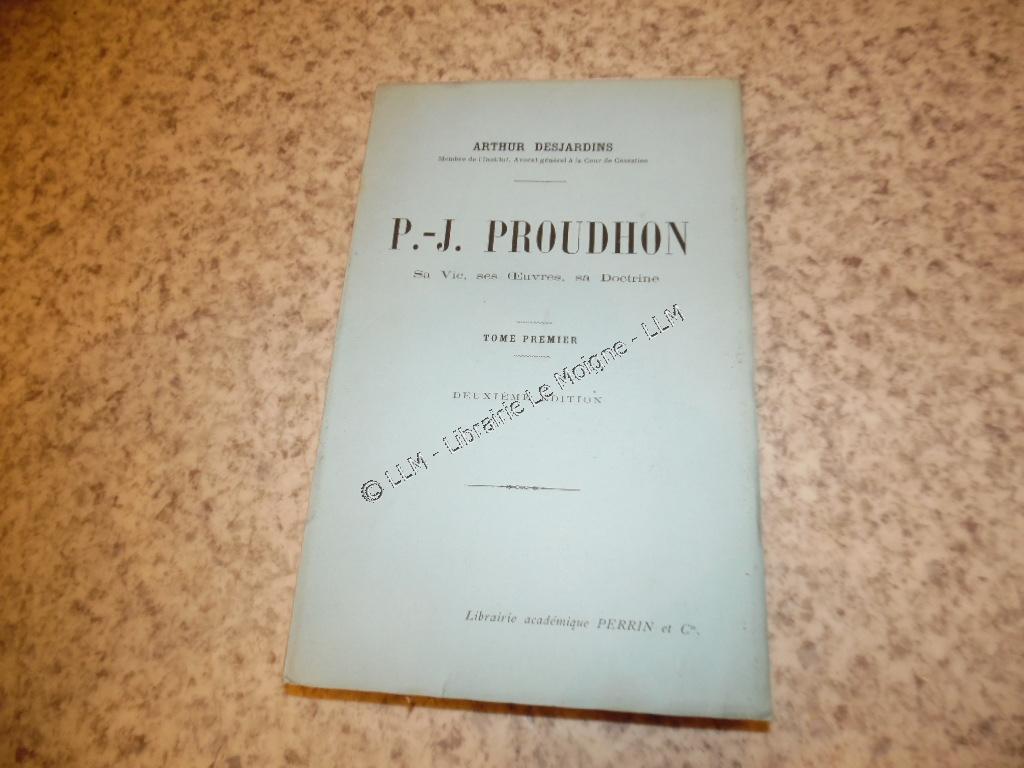 ARTHUR DESJARDINS
Membre de l'Institut, Avocat général à la Cour de Cassation
P.-J. PROUDHON
Sa Vie, ses Œuvres, sa Doctrine
TOME PREMIER
DEUXIÈME ÉDITION
© LLM - Librairie Le Moigne - LLM
Librairie académique PERRIN et Cie.